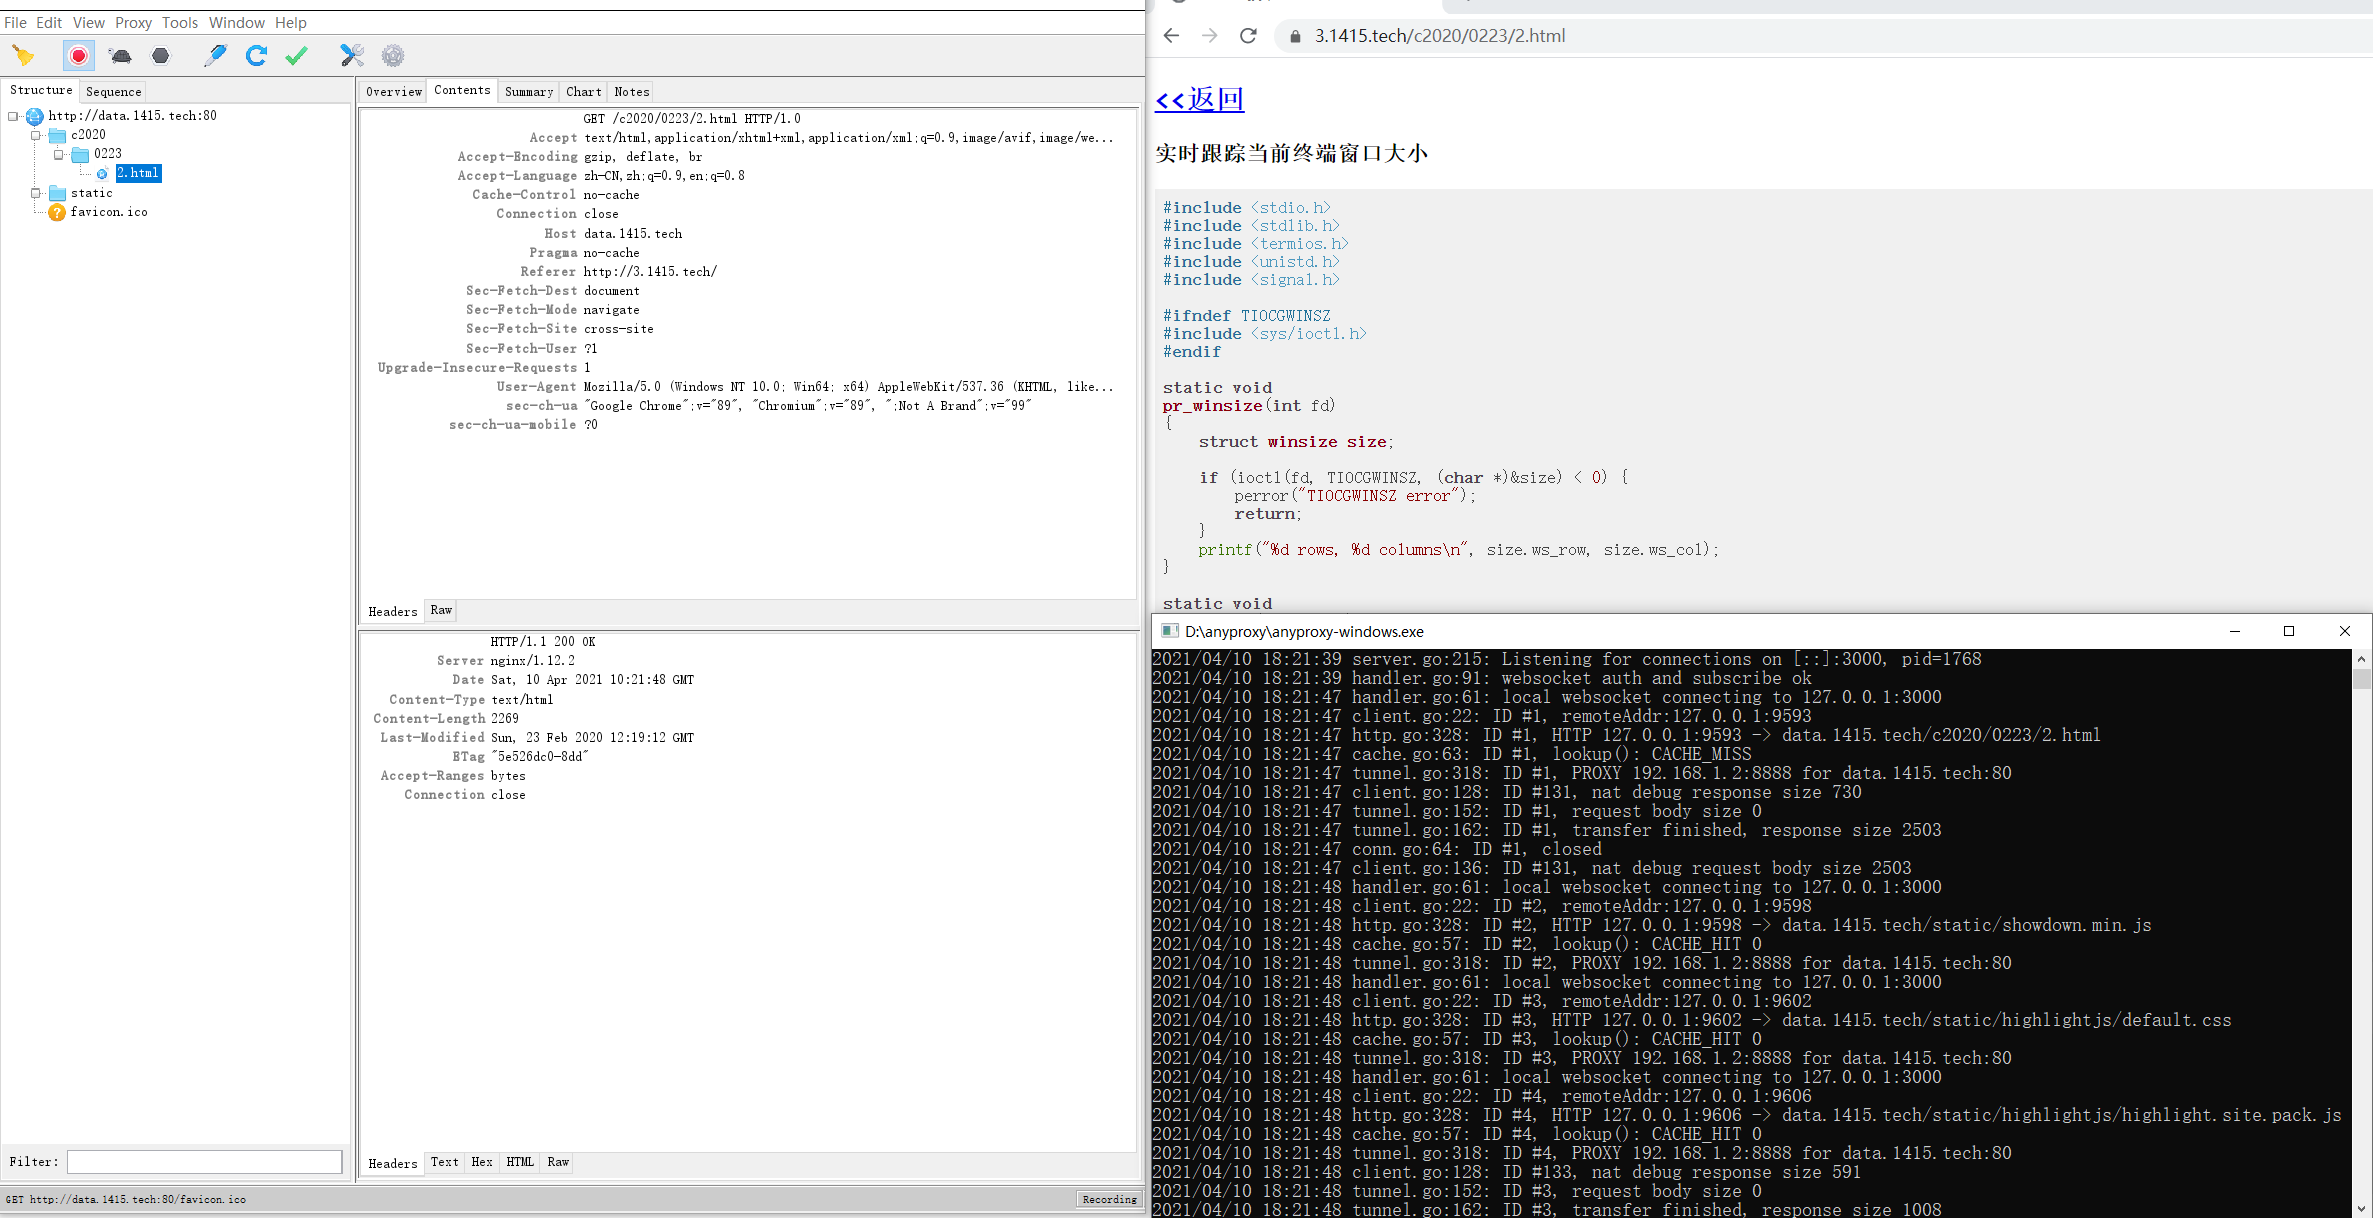 File Edit View Proxy Tools Window Help
Structure Sequence
http://data.1415.tech:80
c2020
0223
2.html
static
favicon.ico
Filter:
GET http://data.1415.tech:80/favicon.ico
Recording
Overview Contents Summary Chart Notes
GET /c2020/0223/2.html HTTP/1.0
Accept text/html,application/xhtml+xml,application/xml;q=0.9,image/avif,image/we...
Accept-Encoding gzip, deflate, br
Accept-Language zh-CN,zh;q=0.9,en;q=0.8
Cache-Control no-cache
Connection close
Host data.1415.tech
Pragma no-cache
Referer http://3.1415.tech/
Sec-Fetch-Dest document
Sec-Fetch-Mode navigate
Sec-Fetch-Site cross-site
Sec-Fetch-User ?1
Upgrade-Insecure-Requests 1
User-Agent Mozilla/5.0 (Windows NT 10.0; Win64; x64) AppleWebKit/537.36 (KHTML, like...
sec-ch-ua "Google Chrome";v="89", "Chromium";v="89", ";Not A Brand";v="99"
sec-ch-ua-mobile ?0
Headers Raw
HTTP/1.1 200 OK
Server nginx/1.12.2
Date Sat, 10 Apr 2021 10:21:48 GMT
Content-Type text/html
Content-Length 2269
Last-Modified Sun, 23 Feb 2020 12:19:12 GMT
ETag "5e526dc0-8dd"
Accept-Ranges bytes
Connection close
Headers Text Hex HTML Raw
3.1415.tech/c2020/0223/2.html
<<返回
实时跟踪当前终端窗口大小
#include <stdio.h>
#include <stdlib.h>
#include <termios.h>
#include <unistd.h>
#include <signal.h>
#ifndef TIOCGWINSZ
#include <sys/ioctl.h>
#endif
static void
pr_winsize(int fd)
{
struct winsize size;
if (ioctl(fd, TIOCGWINSZ, (char *)&size) < 0) {
perror("TIOCGWINSZ error");
return;
}
printf("%d rows, %d columns\n", size.ws_row, size.ws_col);
}
static void
D:\anyproxy\anyproxy-windows.exe
2021/04/10 18:21:39 server.go:215: Listening for connections on [::]:3000, pid=1768
2021/04/10 18:21:39 handler.go:91: websocket auth and subscribe ok
2021/04/10 18:21:47 handler.go:61: local websocket connecting to 127.0.0.1:3000
2021/04/10 18:21:47 client.go:22: ID #1, remoteAddr:127.0.0.1:9593
2021/04/10 18:21:47 http.go:328: ID #1, HTTP 127.0.0.1:9593 -> data.1415.tech/c2020/0223/2.html
2021/04/10 18:21:47 cache.go:63: ID #1, lookup(): CACHE_MISS
2021/04/10 18:21:47 tunnel.go:318: ID #1, PROXY 192.168.1.2:8888 for data.1415.tech:80
2021/04/10 18:21:47 client.go:128: ID #131, nat debug response size 730
2021/04/10 18:21:47 tunnel.go:152: ID #1, request body size 0
2021/04/10 18:21:47 tunnel.go:162: ID #1, transfer finished, response size 2503
2021/04/10 18:21:47 conn.go:64: ID #1, closed
2021/04/10 18:21:47 client.go:136: ID #131, nat debug request body size 2503
2021/04/10 18:21:48 handler.go:61: local websocket connecting to 127.0.0.1:3000
2021/04/10 18:21:48 client.go:22: ID #2, remoteAddr:127.0.0.1:9598
2021/04/10 18:21:48 http.go:328: ID #2, HTTP 127.0.0.1:9598 -> data.1415.tech/static/showdown.min.js
2021/04/10 18:21:48 cache.go:57: ID #2, lookup(): CACHE_HIT 0
2021/04/10 18:21:48 tunnel.go:318: ID #2, PROXY 192.168.1.2:8888 for data.1415.tech:80
2021/04/10 18:21:48 handler.go:61: local websocket connecting to 127.0.0.1:3000
2021/04/10 18:21:48 client.go:22: ID #3, remoteAddr:127.0.0.1:9602
2021/04/10 18:21:48 http.go:328: ID #3, HTTP 127.0.0.1:9602 -> data.1415.tech/static/highlightjs/default.css
2021/04/10 18:21:48 cache.go:57: ID #3, lookup(): CACHE_HIT 0
2021/04/10 18:21:48 tunnel.go:318: ID #3, PROXY 192.168.1.2:8888 for data.1415.tech:80
2021/04/10 18:21:48 handler.go:61: local websocket connecting to 127.0.0.1:3000
2021/04/10 18:21:48 client.go:22: ID #4, remoteAddr:127.0.0.1:9606
2021/04/10 18:21:48 http.go:328: ID #4, HTTP 127.0.0.1:9606 -> data.1415.tech/static/highlightjs/highlight.site.pack.js
2021/04/10 18:21:48 cache.go:57: ID #4, lookup(): CACHE_HIT 0
2021/04/10 18:21:48 tunnel.go:318: ID #4, PROXY 192.168.1.2:8888 for data.1415.tech:80
2021/04/10 18:21:48 client.go:128: ID #133, nat debug response size 591
2021/04/10 18:21:48 tunnel.go:152: ID #3, request body size 0
2021/04/10 18:21:48 tunnel.go:162: ID #3, transfer finished, response size 1008